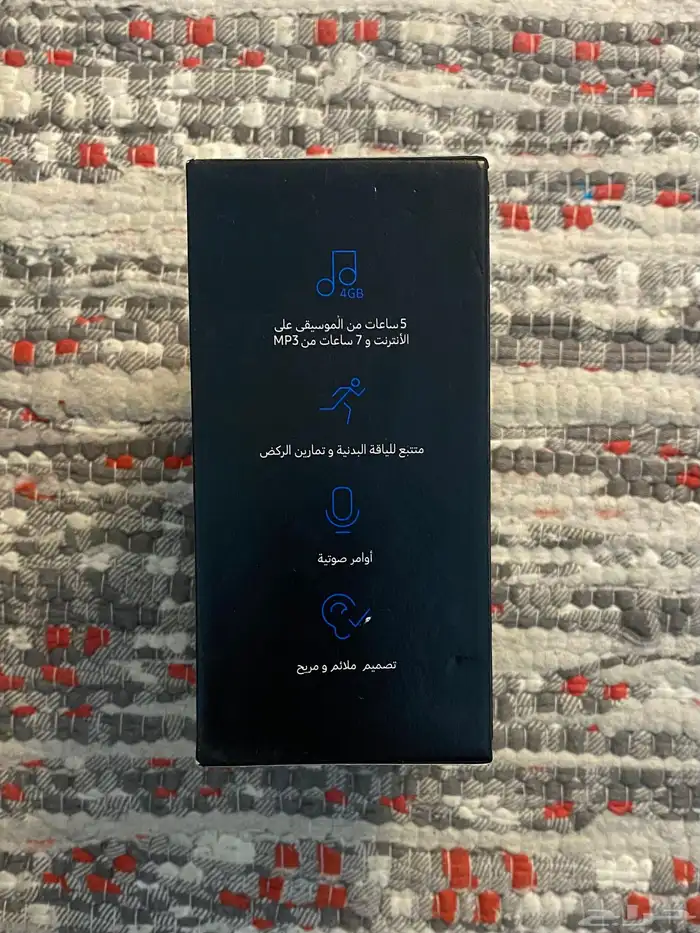 4GB
5 ساعات من الموسيقى على
الأنترنت و 7 ساعات من MP3
متتبع للياقة البدنية و تمارين الركض
أوامر صوتية
تصميم ملائم و مريح
حراج